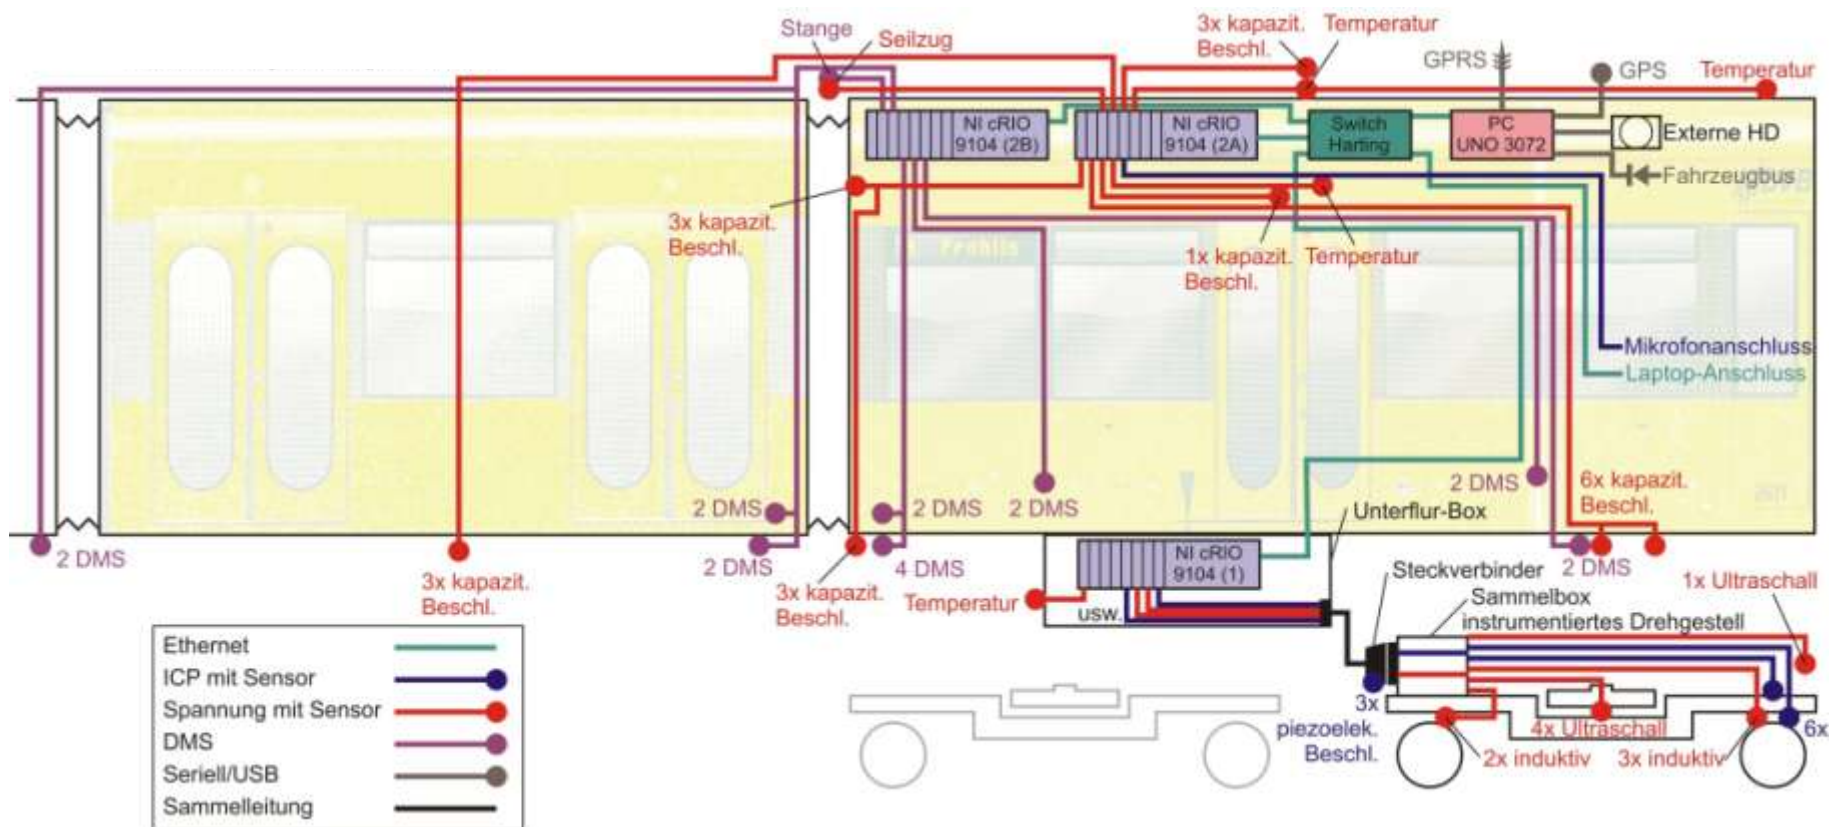 Stange
Seilzug
3x kapazit.
Beschl.
Temperatur
GPRS
GPS
Temperatur
NI cRIO
9104 (2B)
NI cRIO
9104 (2A)
Switch
Harting
PC
UNO 3072
Externe HD
Fahrzeugbus
3x kapazit.
Beschl.
1x kapazit.
Beschl.
Temperatur
Mikrofonanschluss
Laptop-Anschluss
2 DMS
2 DMS
2 DMS
2 DMS
6x kapazit.
Beschl.
Unterflur-Box
2 DMS
3x kapazit.
Beschl.
2 DMS
3x kapazit.
Beschl.
4 DMS
NI cRIO
9104 (1)
2 DMS
Temperatur
usw.
Steckverbinder
Sammelbox
instrumentiertes Drehgestell
1x Ultraschall
3x
piezoelek.
Beschl.
4x Ultraschall
6x
2x induktiv
3x induktiv
Ethernet
ICP mit Sensor
Spannung mit Sensor
DMS
Seriell/USB
Sammelleitung